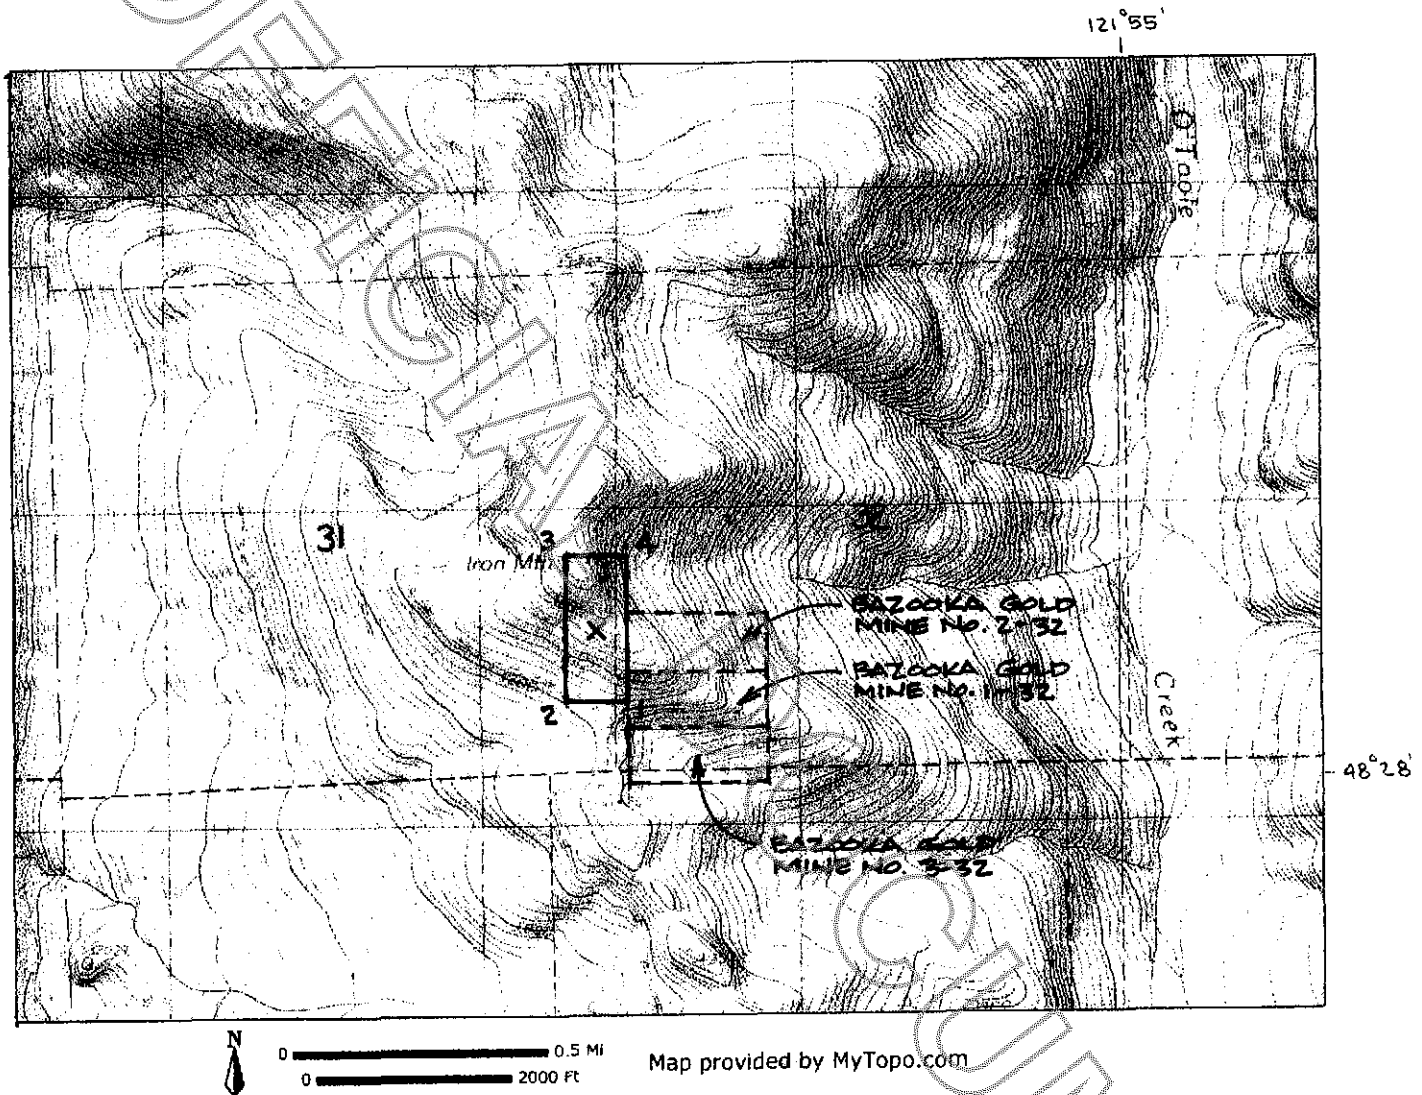 121°55'
O'Toole
31
32
3
4
Iron Mtn
X
BAZOOKA GOLD
MINE No. 2-32
BAZOOKA GOLD
MINE No. 1-32
2
1
Creek
48°28'
BAZOOKA GOLD
MINE No. 3-32
N
0 0.5 Mi
0 2000 Ft
Map provided by MyTopo.com